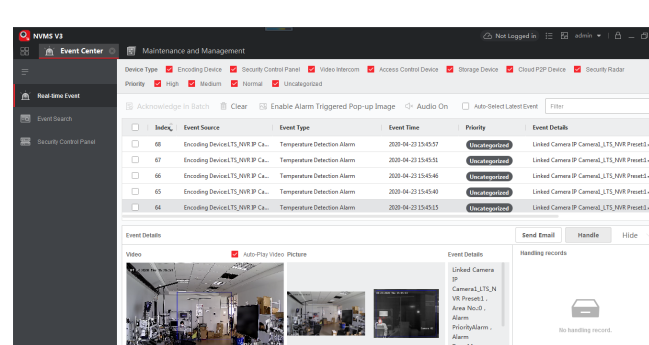 NVMS V3
Not Logged in
admin
Event Center
Maintenance and Management
Device Type Encoding Device Security Control Panel Video Intercom Access Control Device Storage Device Cloud P2P Device Security Radar
Priority High Medium Normal Uncategorized
Real-time Event
Event Search
Security Control Panel
Acknowledge in Batch Clear Enable Alarm Triggered Pop-up Image Audio On Auto-Select Latest Event Filter
Index Event Source Event Type Event Time Priority Event Details
68 Encoding Device:LTS_NVR IP Ca... Temperature Detection Alarm 2020-04-23 15:45:57 Uncategorized Linked Camera IP Camera1_LTS_NVR Preset:1.
67 Encoding Device:LTS_NVR IP Ca... Temperature Detection Alarm 2020-04-23 15:45:51 Uncategorized Linked Camera IP Camera1_LTS_NVR Preset:1.
66 Encoding Device:LTS_NVR IP Ca... Temperature Detection Alarm 2020-04-23 15:45:46 Uncategorized Linked Camera IP Camera1_LTS_NVR Preset:1.
65 Encoding Device:LTS_NVR IP Ca... Temperature Detection Alarm 2020-04-23 15:45:40 Uncategorized Linked Camera IP Camera1_LTS_NVR Preset:1.
64 Encoding Device:LTS_NVR IP Ca... Temperature Detection Alarm 2020-04-23 15:45:15 Uncategorized Linked Camera IP Camera1_LTS_NVR Preset:1.
Event Details
Send Email Handle Hide
Video Auto-Play Video Picture Event Details
Handling records
Linked Camera
IP
Camera1_LTS_N
VR Preset:1 .
Area No.:0 .
Alarm
PriorityAlarm .
Alarm
No handling record.